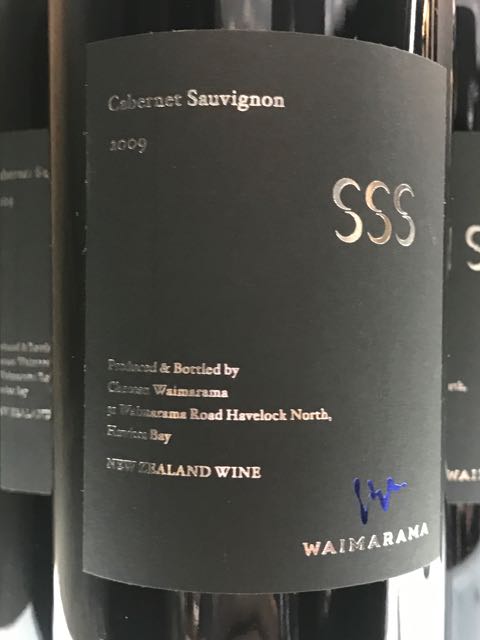 Cabernet Sauvignon
2009
SSS
Produced & Bottled by
Chateau Waimarama
31 Waimarama Road Havelock North,
Hawkes Bay
NEW ZEALAND WINE
WAIMARAMA